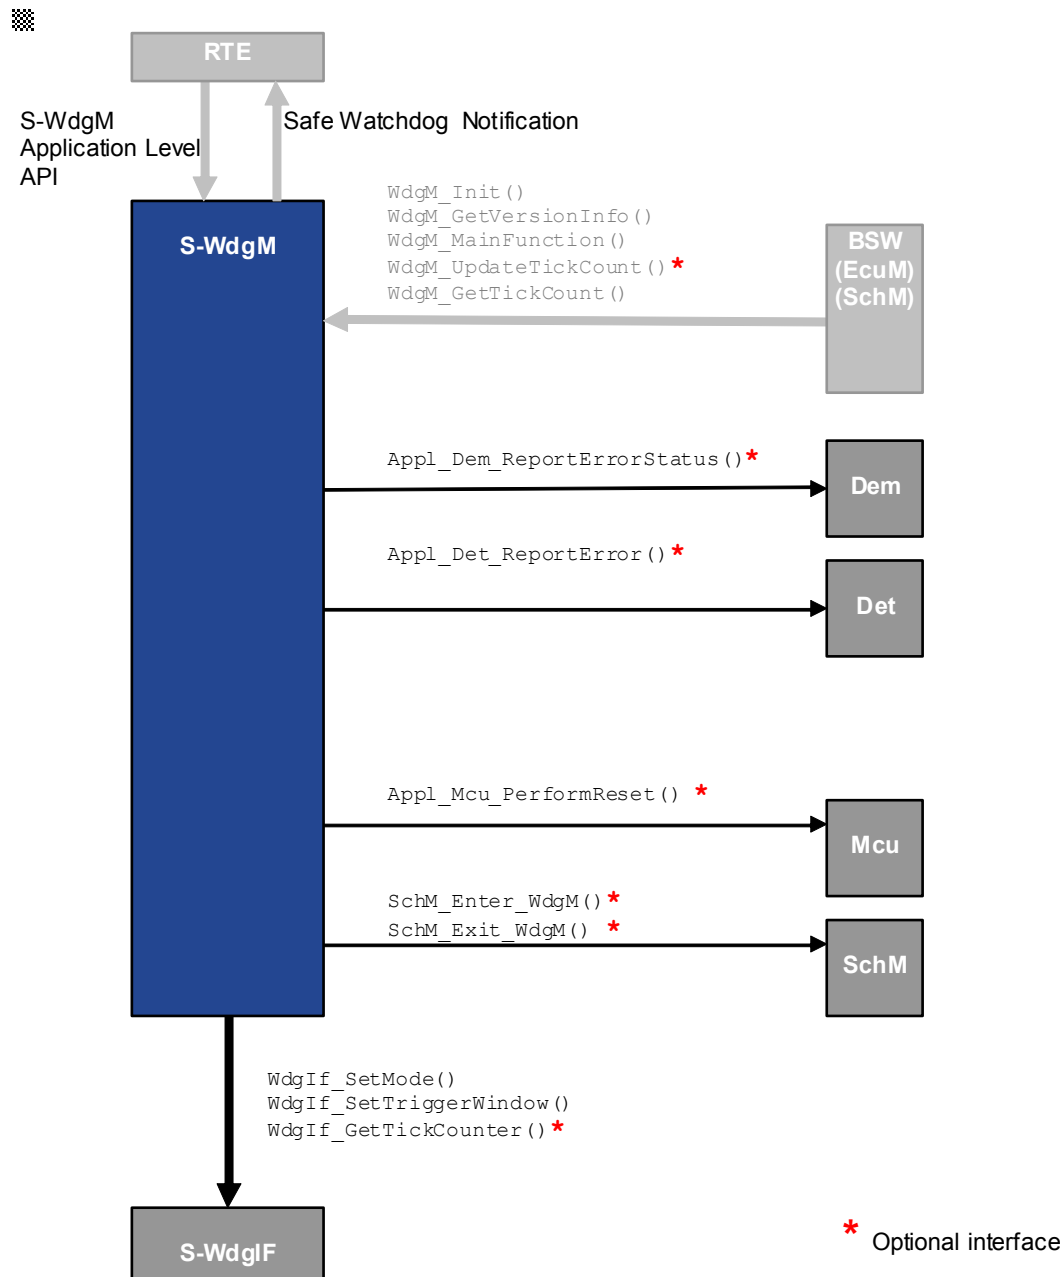 RTE
S-WdgM
Application Level
API
Safe Watchdog Notification
WdgM_Init()
WdgM_GetVersionInfo()
WdgM_MainFunction()
WdgM_UpdateTickCount()*
WdgM_GetTickCount()
S-WdgM
BSW
(EcuM)
(SchM)
Appl_Dem_ReportErrorStatus()*
Dem
Appl_Det_ReportError()*
Det
Appl_Mcu_PerformReset() *
Mcu
SchM_Enter_WdgM()*
SchM_Exit_WdgM() *
SchM
WdgIf_SetMode()
WdgIf_SetTriggerWindow()
WdgIf_GetTickCounter()*
S-WdgIF
* Optional interface